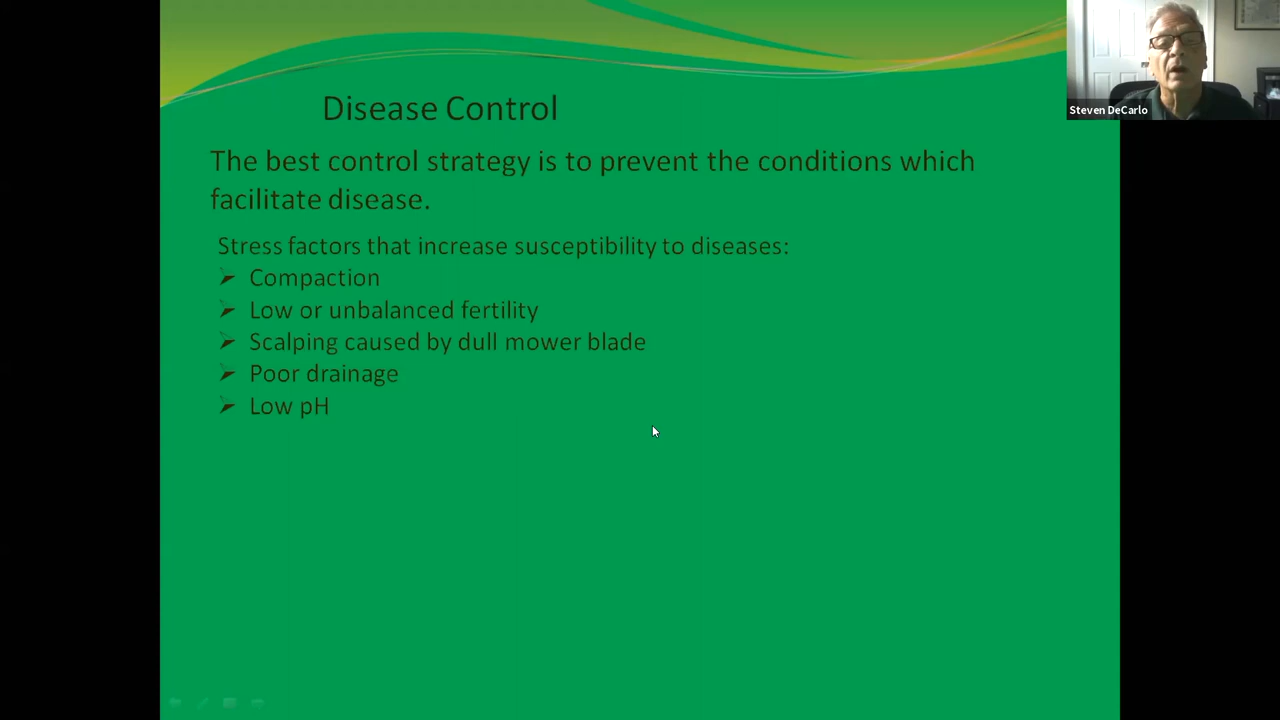 Disease Control
The best control strategy is to prevent the conditions which
facilitate disease.
Stress factors that increase susceptibility to diseases:
Compaction
Low or unbalanced fertility
Scalping caused by dull mower blade
Poor drainage
Low pH
Steven DeCarlo